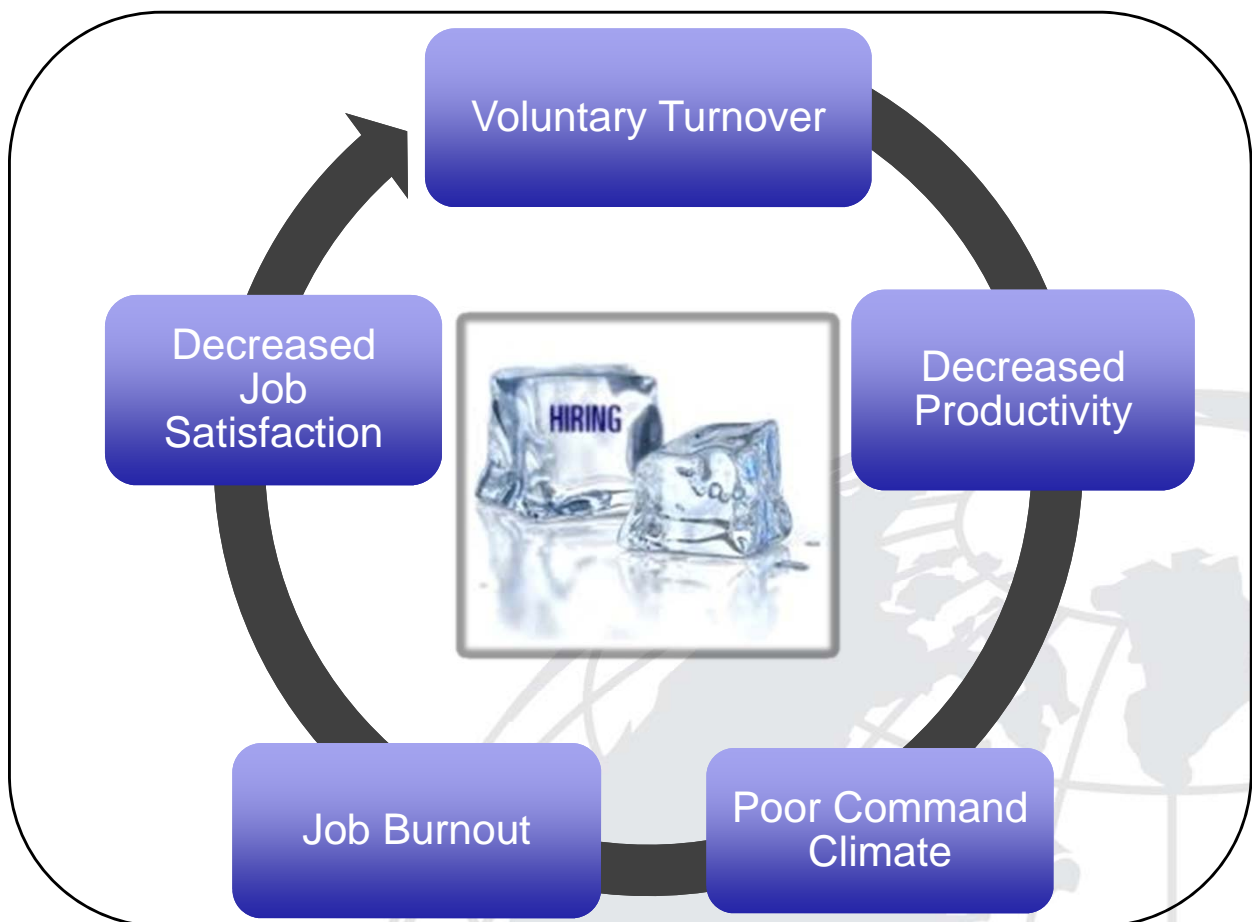 Voluntary Turnover
Decreased
Productivity
Poor Command
Climate
Job Burnout
Decreased
Job
Satisfaction
HIRING